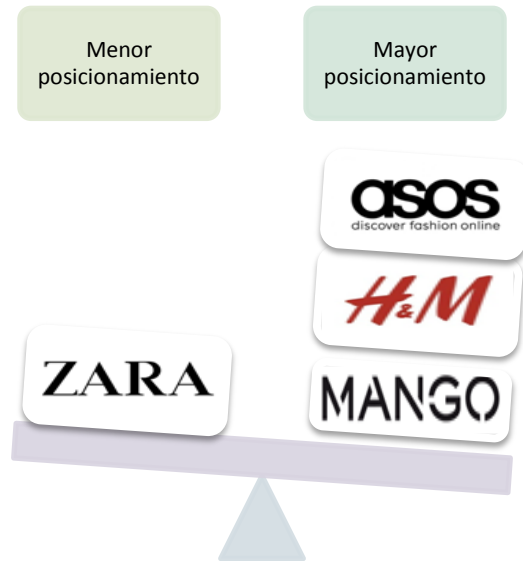 Menor
posicionamiento
Mayor
posicionamiento
asos
discover fashion online
H&M
ZARA
MANGO